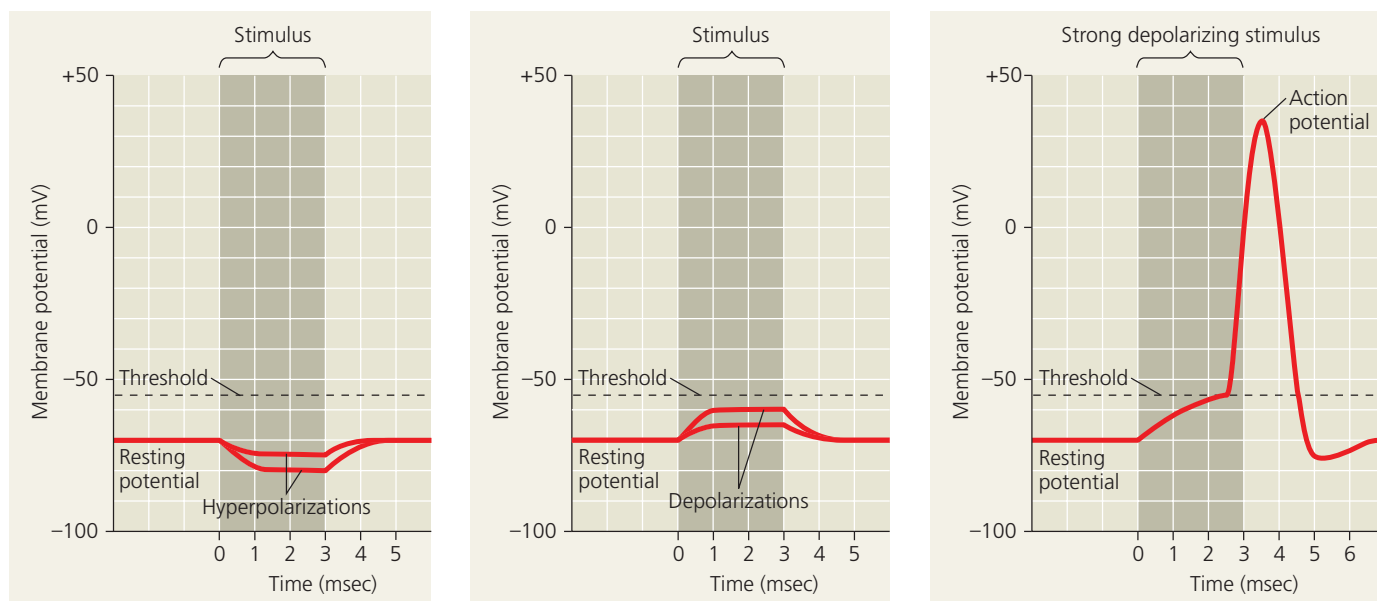 Stimulus
+50
0
−50
−100
Membrane potential (mV)
Threshold
Resting
potential
Hyperpolarizations
0 1 2 3 4 5
Time (msec)
Stimulus
+50
0
−50
−100
Membrane potential (mV)
Threshold
Resting
potential
Depolarizations
0 1 2 3 4 5
Time (msec)
Strong depolarizing stimulus
+50
0
−50
−100
Membrane potential (mV)
Action
potential
Threshold
Resting
potential
0 1 2 3 4 5 6
Time (msec)